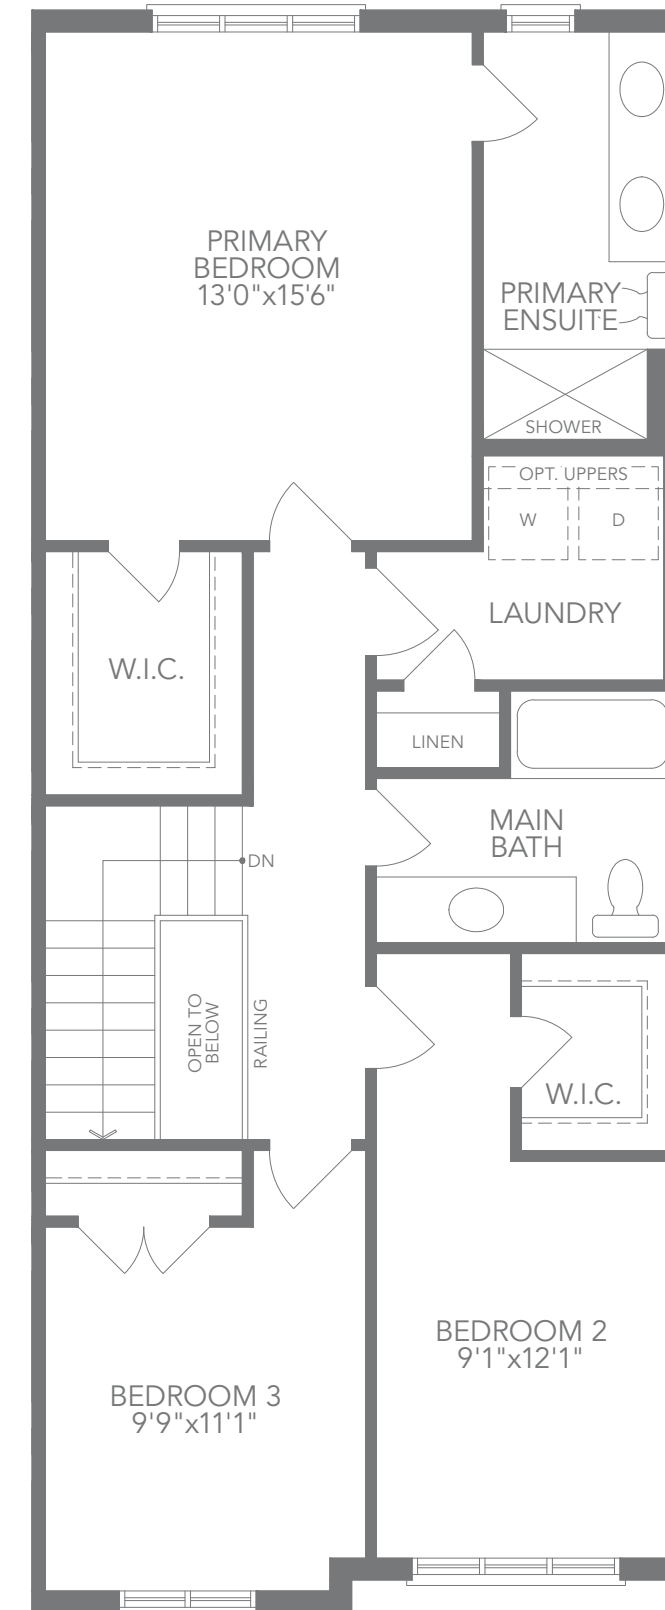 PRIMARY
BEDROOM
13'0"x15'6"
PRIMARY
ENSUITE
SHOWER
OPT. UPPERS
W
D
LAUNDRY
W.I.C.
LINEN
MAIN
BATH
DN
OPEN TO
BELOW
RAILING
W.I.C.
BEDROOM 2
9'1"x12'1"
BEDROOM 3
9'9"x11'1"